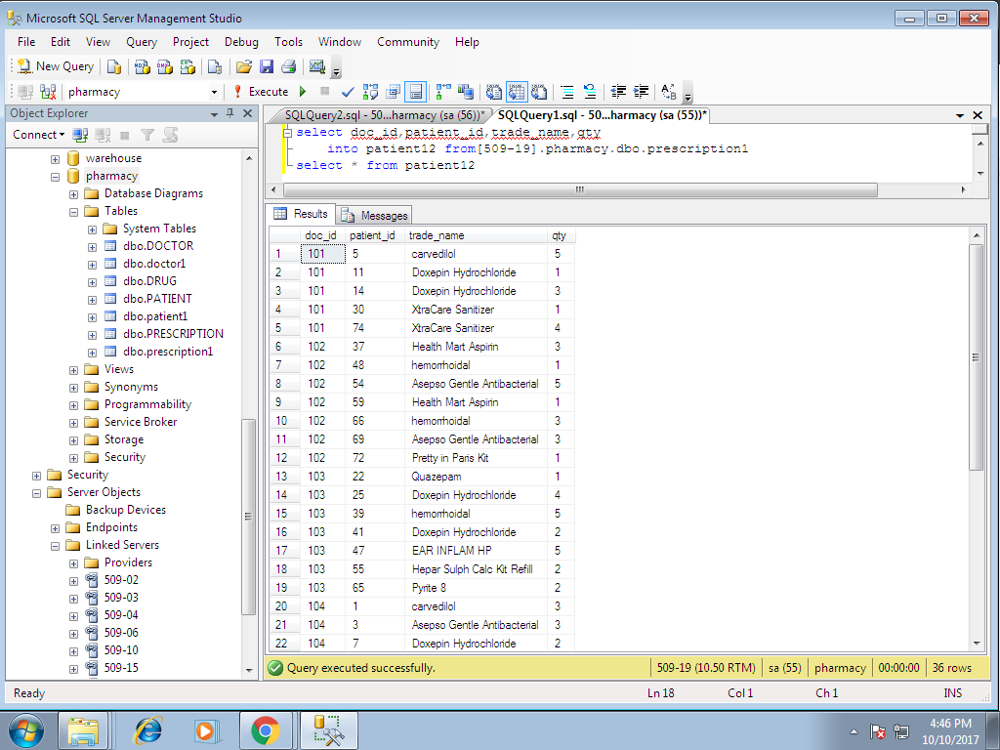 Microsoft SQL Server Management Studio
File Edit View Query Project Debug Tools Window Community Help
New Query
pharmacy Execute
Object Explorer
Connect
warehouse
pharmacy
Database Diagrams
Tables
System Tables
dbo.DOCTOR
dbo.doctor1
dbo.DRUG
dbo.PATIENT
dbo.patient1
dbo.PRESCRIPTION
dbo.prescription1
Views
Synonyms
Programmability
Service Broker
Storage
Security
Security
Server Objects
Backup Devices
Endpoints
Linked Servers
Providers
509-02
509-03
509-04
509-06
509-10
509-15
SQLQuery2.sql - 50...harmacy (sa (56))* SQLQuery1.sql - 50...harmacy (sa (55))*
select doc_id,patient_id,trade_name,qty
into patient12 from[509-19].pharmacy.dbo.prescription1
select * from patient12
Results Messages
doc_id patient_id trade_name qty
1 101 5 carvedilol 5
2 101 11 Doxepin Hydrochloride 1
3 101 14 Doxepin Hydrochloride 3
4 101 30 XtraCare Sanitizer 1
5 101 74 XtraCare Sanitizer 4
6 102 37 Health Mart Aspirin 3
7 102 48 hemorrhoidal 1
8 102 54 Asepso Gentle Antibacterial 5
9 102 59 Health Mart Aspirin 1
10 102 66 hemorrhoidal 3
11 102 69 Asepso Gentle Antibacterial 3
12 102 72 Pretty in Paris Kit 1
13 103 22 Quazepam 1
14 103 25 Doxepin Hydrochloride 4
15 103 39 hemorrhoidal 5
16 103 41 Doxepin Hydrochloride 2
17 103 47 EAR INFLAM HP 5
18 103 55 Hepar Sulph Calc Kit Refill 2
19 103 65 Pyrite 8 2
20 104 1 carvedilol 3
21 104 3 Asepso Gentle Antibacterial 3
22 104 7 Doxepin Hydrochloride 2
Query executed successfully. 509-19 (10.50 RTM) sa (55) pharmacy 00:00:00 36 rows
Ready Ln 18 Col 1 Ch 1 INS
4:46 PM
10/10/2017